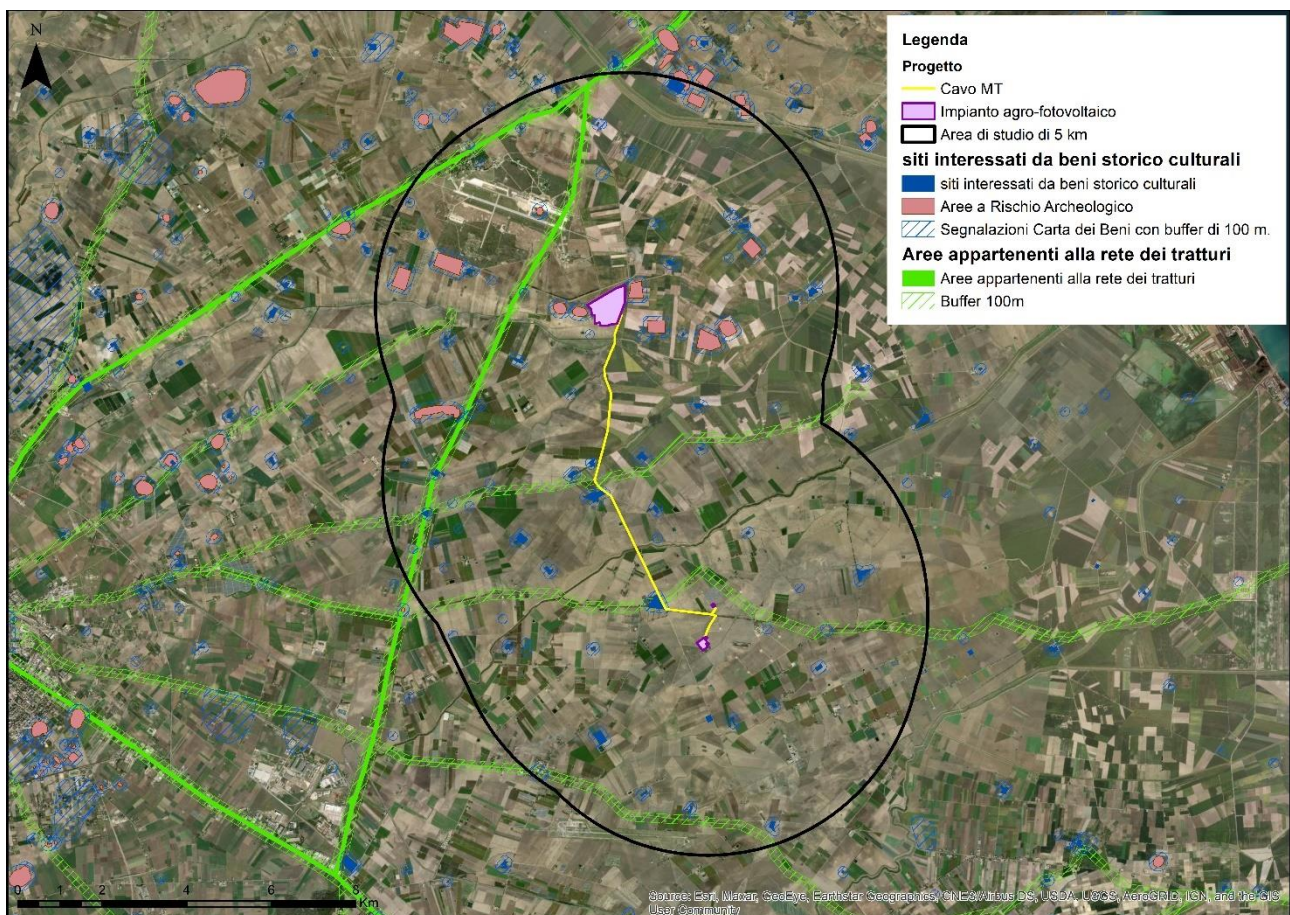 N
Legenda
Progetto
Cavo MT
Impianto agro-fotovoltaico
Area di studio di 5 km
siti interessati da beni storico culturali
siti interessati da beni storico culturali
Aree a Rischio Archeologico
Segnalazioni Carta dei Beni con buffer di 100 m.
Aree appartenenti alla rete dei tratturi
Aree appartenenti alla rete dei tratturi
Buffer 100m
0 1 2 4 6 8
Km
Source: Esri, Maxar, GeoEye, Earthstar Geographics, CNES/Airbus DS, USDA, USGS, AeroGRID, IGN, and the GIS
User Community